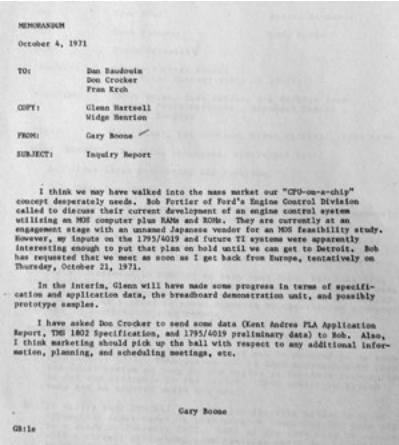 MEMORANDUM
October 4, 1971
TO: Dan Baudouin
Don Crocker
Fran Krch
COPY: Glenn Hartsell
Widge Henrion
FROM: Gary Boone
SUBJECT: Inquiry Report
I think we may have walked into the mass market our "CPU-on-a-chip"
concept desperately needs. Bob Fortier of Ford's Engine Control Division
called to discuss their current development of an engine control system
utilizing an MOS computer plus RAMs and ROMs. They are currently at an
engagement stage with an unnamed Japanese vendor for an MOS feasibility study.
However, my inputs on the 1795/4019 and future TI systems were apparently
interesting enough to put that plan on hold until we can get to Detroit. Bob
has requested that we meet as soon as I get back from Europe, tentatively on
Thursday, October 21, 1971.
In the interim, Glenn will have made some progress in terms of specifi-
cation and application data, the breadboard demonstration unit, and possibly
prototype samples.
I have asked Don Crocker to send some data (Kent Andres PLA Application
Report, TMS 1802 Specification, and 1795/4019 preliminary data) to Bob. Also,
I think marketing should pick up the ball with respect to any additional infor-
mation, planning, and scheduling meetings, etc.
Gary Boone
GB:le